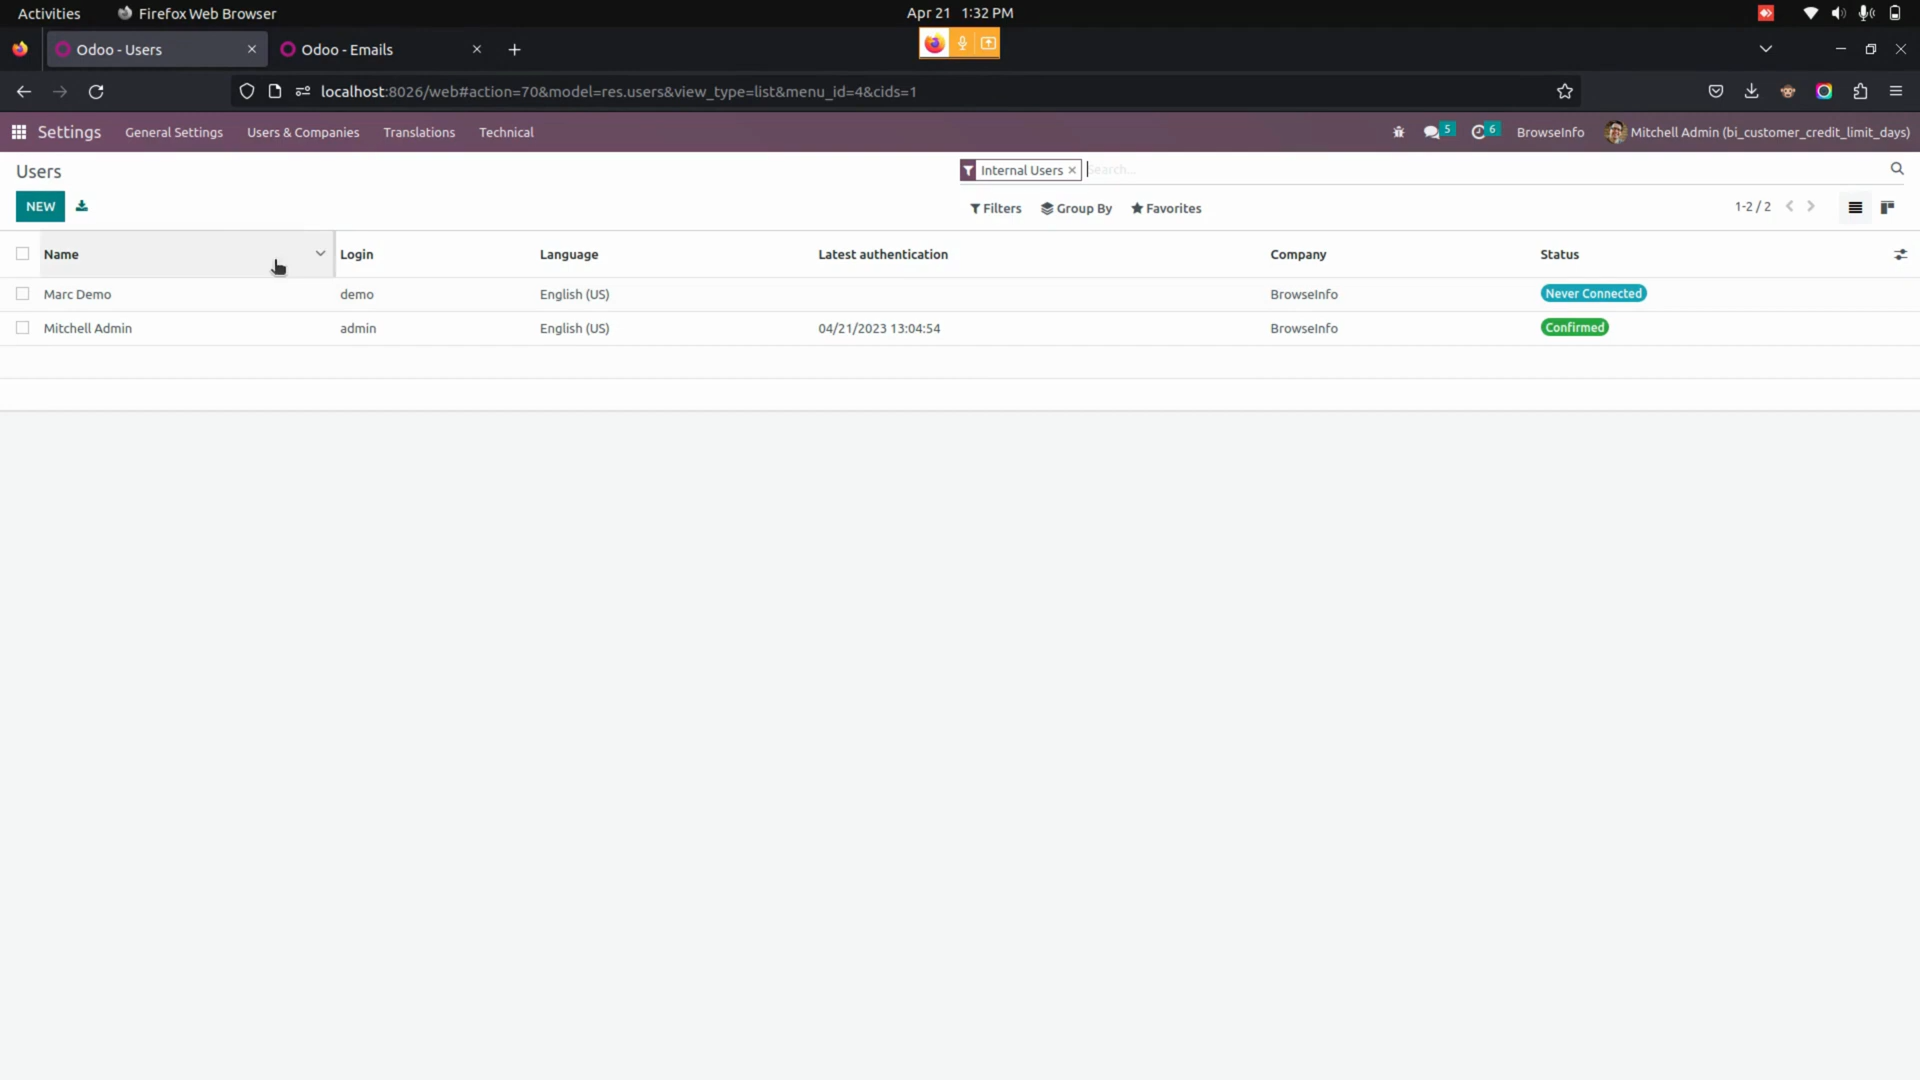 Activities Firefox Web Browser Apr 21 1:32 PM
Odoo - Users Odoo - Emails
localhost:8026/web#action=70&model=res.users&view_type=list&menu_id=4&cids=1
Settings General Settings Users & Companies Translations Technical 5 6 BrowseInfo Mitchell Admin (bi_customer_credit_limit_days)
Users Internal Users Search...
NEW Filters Group By Favorites 1-2 / 2
Name Login Language Latest authentication Company Status
Marc Demo demo English (US) BrowseInfo Never Connected
Mitchell Admin admin English (US) 04/21/2023 13:04:54 BrowseInfo Confirmed